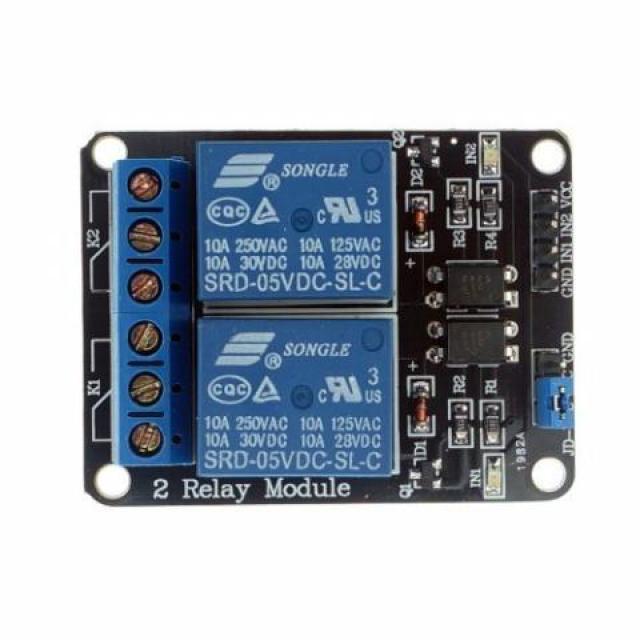 K2
SONGLE
®
CQC
C UL US
3
10A 250VAC 10A 125VAC
10A 30VDC 10A 28VDC
SRD-05VDC-SL-C
Q2
D2
IN2
R3
R4
+
VCC
IN2
IN1
GND
K1
SONGLE
®
CQC
C UL US
3
10A 250VAC 10A 125VAC
10A 30VDC 10A 28VDC
SRD-05VDC-SL-C
+
D1
Q1
R2
R1
IN1
1982A
GND
JD-
2 Relay Module